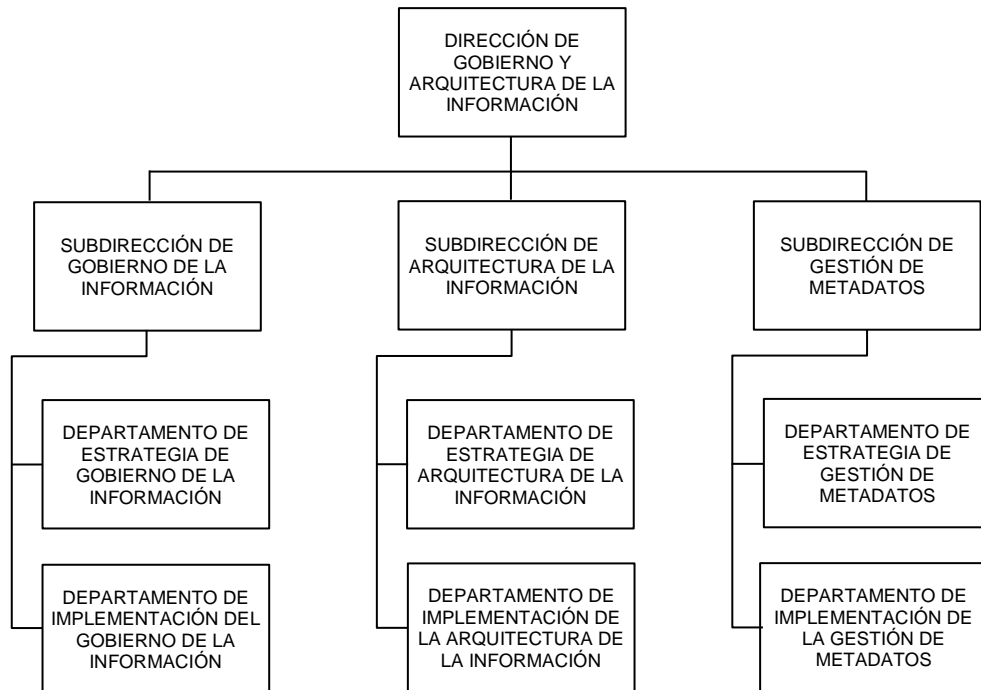 DIRECCIÓN DE
GOBIERNO Y
ARQUITECTURA DE LA
INFORMACIÓN
SUBDIRECCIÓN DE
GOBIERNO DE LA
INFORMACIÓN
SUBDIRECCIÓN DE
ARQUITECTURA DE LA
INFORMACIÓN
SUBDIRECCIÓN DE
GESTIÓN DE
METADATOS
DEPARTAMENTO DE
ESTRATEGIA DE
GOBIERNO DE LA
INFORMACIÓN
DEPARTAMENTO DE
ESTRATEGIA DE
ARQUITECTURA DE LA
INFORMACIÓN
DEPARTAMENTO DE
ESTRATEGIA DE
GESTIÓN DE
METADATOS
DEPARTAMENTO DE
IMPLEMENTACIÓN DEL
GOBIERNO DE LA
INFORMACIÓN
DEPARTAMENTO DE
IMPLEMENTACIÓN DE
LA ARQUITECTURA DE
LA INFORMACIÓN
DEPARTAMENTO DE
IMPLEMENTACIÓN DE
LA GESTIÓN DE
METADATOS